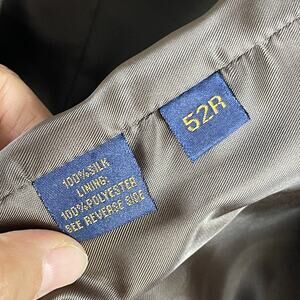 52R
100%SILK
LINING:
100%POLYESTER
SEE REVERSE SIDE